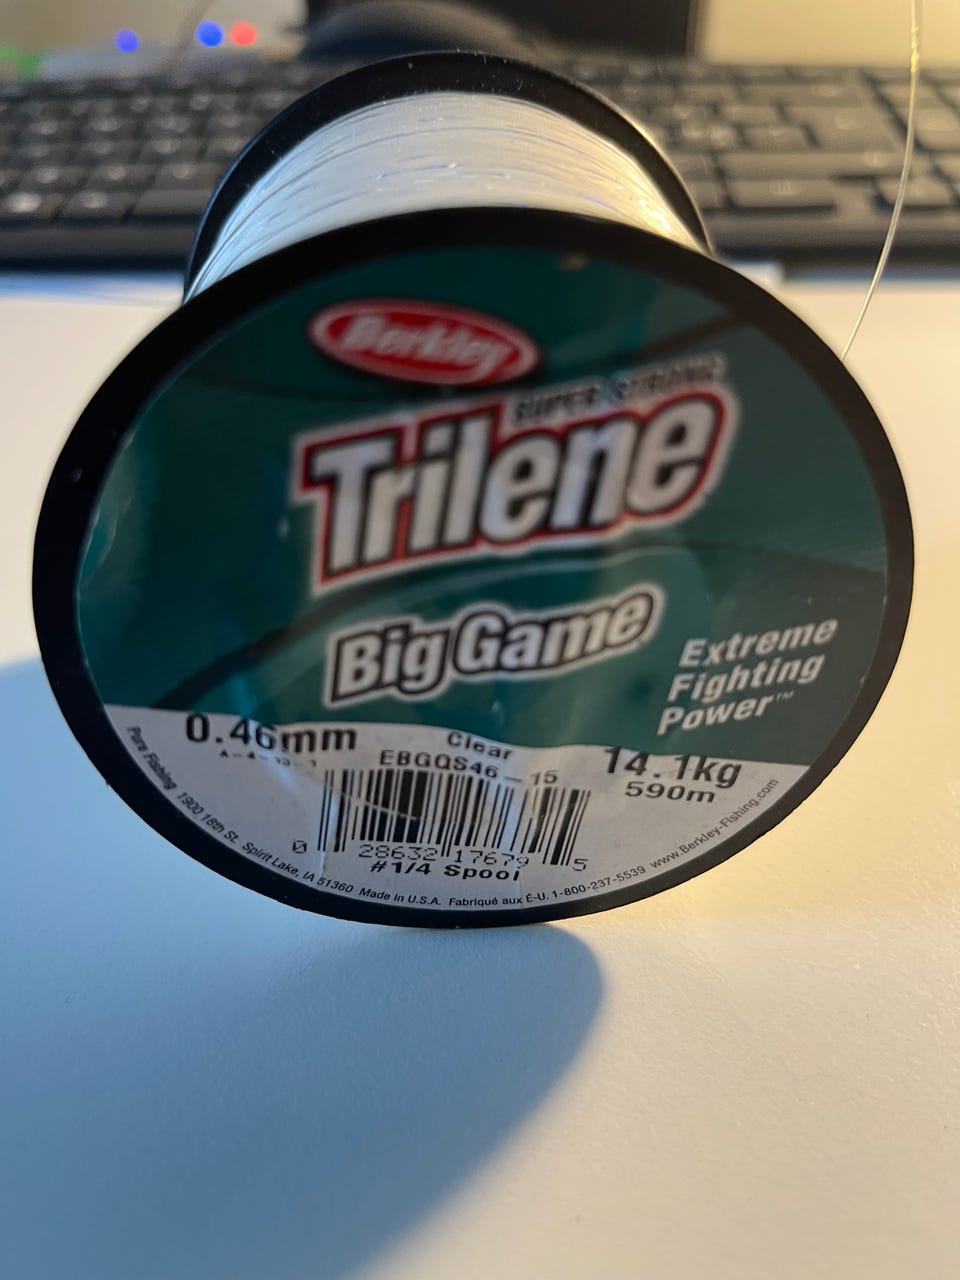 Berkley
SUPER STRONG
Trilene
Big Game
Extreme
Fighting
Power™
0.46mm
Clear
14.1kg
EBGQS46-15
590m
0 28632 17679 5
#1/4 Spool
Pure Fishing 1900 18th St. Spirit Lake, IA 51360 Made in U.S.A. Fabriqué aux É-U. 1-800-237-5539 www.Berkley-Fishing.com